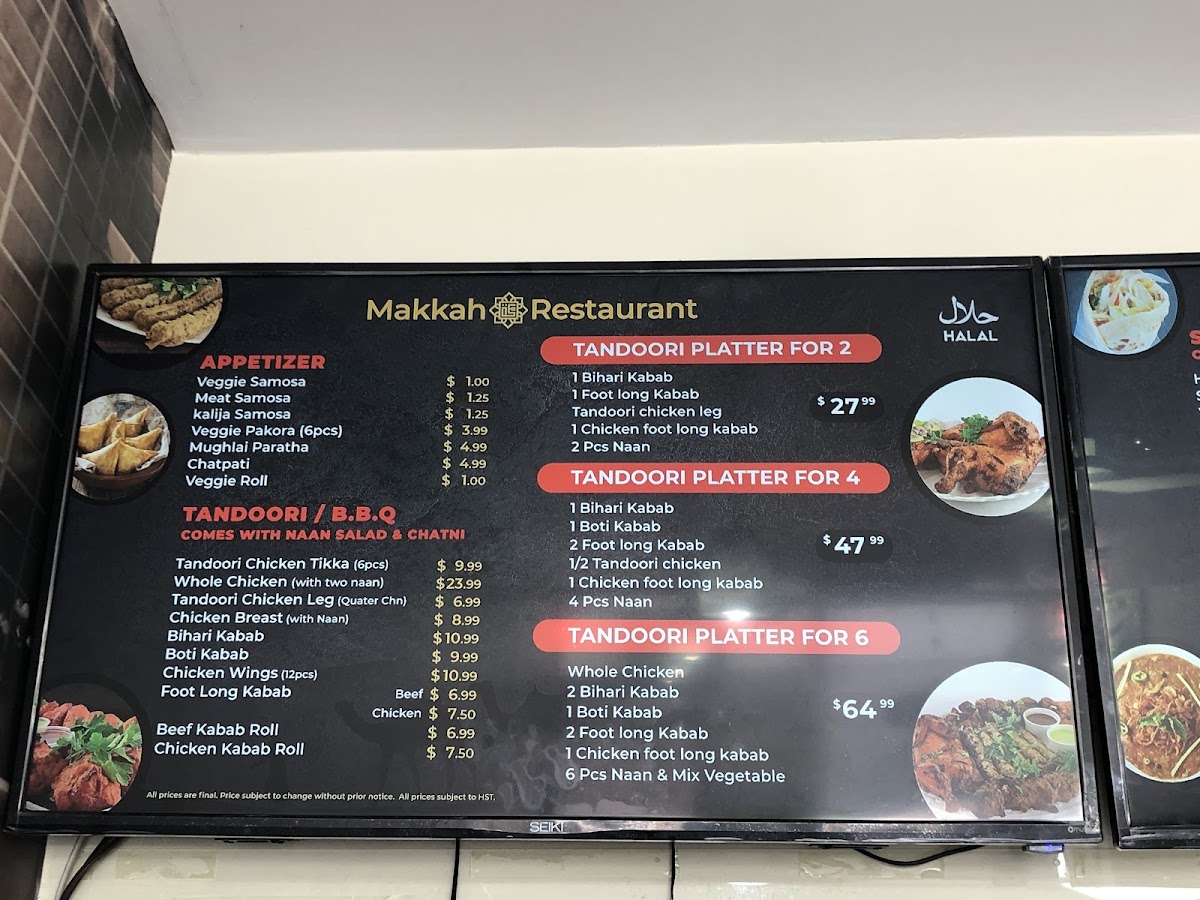 Makkah Restaurant
حلال
HALAL
APPETIZER
Veggie Samosa $ 1.00
Meat Samosa $ 1.25
kalija Samosa $ 1.25
Veggie Pakora (6pcs) $ 3.99
Mughlai Paratha $ 4.99
Chatpati $ 4.99
Veggie Roll $ 1.00
TANDOORI / B.B.Q
COMES WITH NAAN SALAD & CHATNI
Tandoori Chicken Tikka (6pcs) $ 9.99
Whole Chicken (with two naan) $23.99
Tandoori Chicken Leg (Quater Chn) $ 6.99
Chicken Breast (with Naan) $ 8.99
Bihari Kabab $10.99
Boti Kabab $ 9.99
Chicken Wings (12pcs) $10.99
Foot Long Kabab Beef $ 6.99
Chicken $ 7.50
Beef Kabab Roll $ 6.99
Chicken Kabab Roll $ 7.50
All prices are final. Price subject to change without prior notice. All prices subject to HST.
TANDOORI PLATTER FOR 2
1 Bihari Kabab
1 Foot long Kabab
Tandoori chicken leg
1 Chicken foot long kabab
2 Pcs Naan
$ 27 99
TANDOORI PLATTER FOR 4
1 Bihari Kabab
1 Boti Kabab
2 Foot long Kabab
1/2 Tandoori chicken
1 Chicken foot long kabab
4 Pcs Naan
$ 47 99
TANDOORI PLATTER FOR 6
Whole Chicken
2 Bihari Kabab
1 Boti Kabab
2 Foot long Kabab
1 Chicken foot long kabab
6 Pcs Naan & Mix Vegetable
$64 99
SEIKI